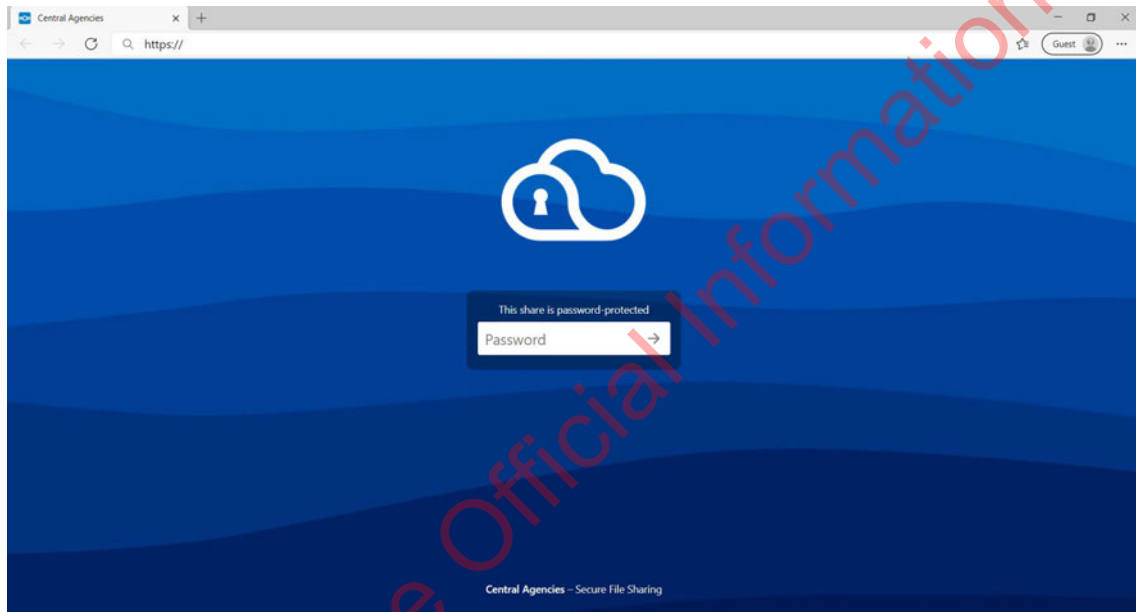 Central Agencies
https://
Guest
This share is password-protected
Password
Central Agencies – Secure File Sharing
e Official Information